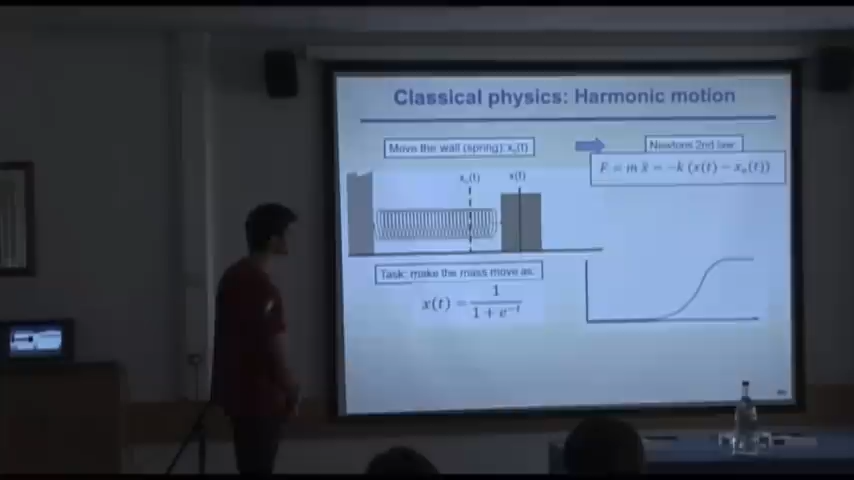 Classical physics: Harmonic motion
Move the wall (spring): x₀(t)
Newtons 2nd law:
F = m ẍ = −k (x(t) − x₀(t))
x₀(t)
x(t)
Task: make the mass move as:
x(t) = 1 / (1 + e⁻ᵗ)